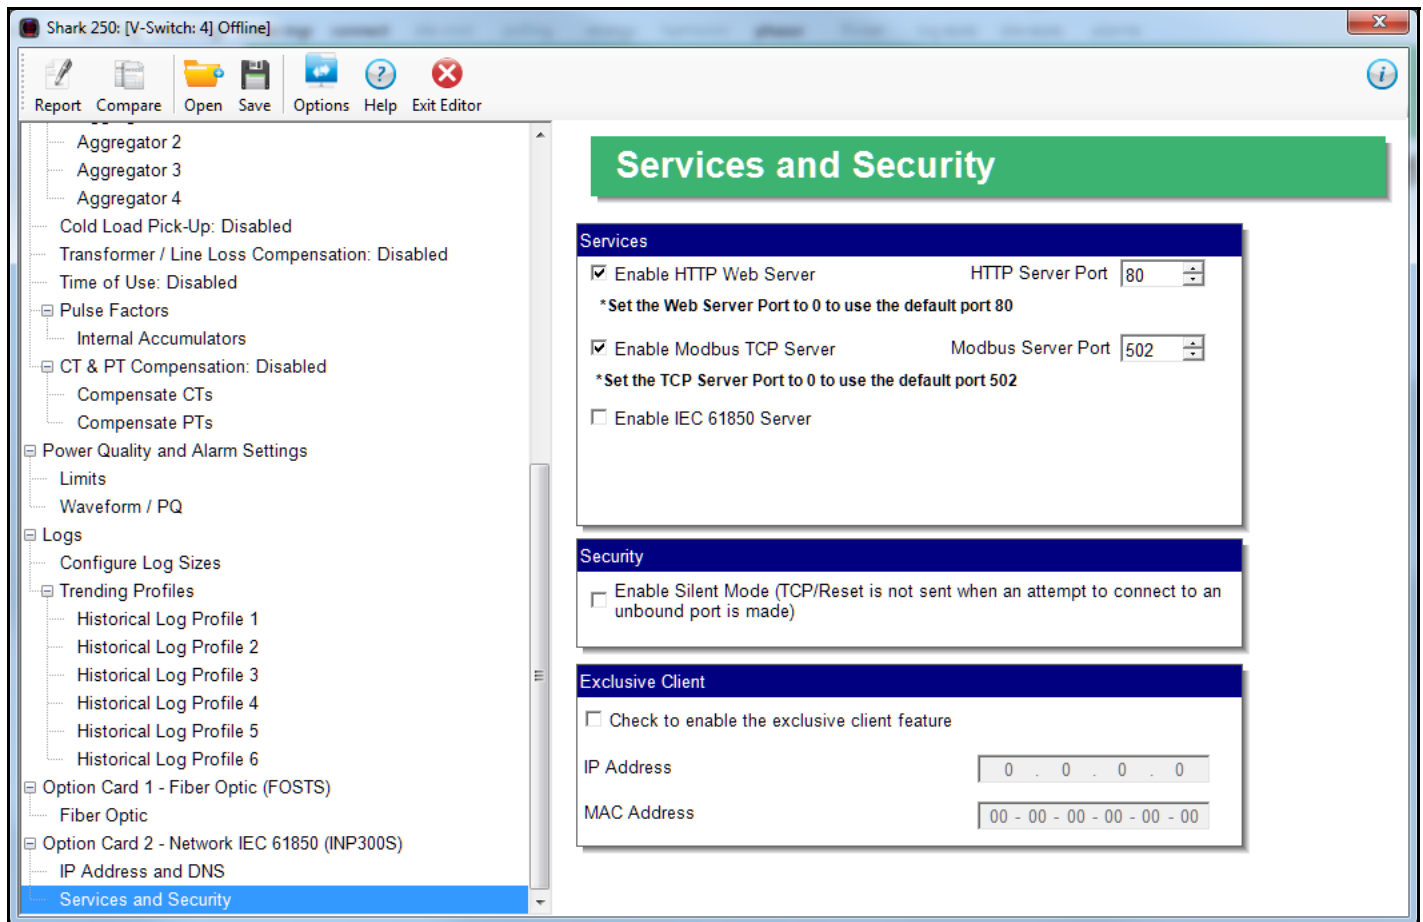 Shark 250: [V-Switch: 4] Offline]
Report Compare Open Save Options Help Exit Editor
Aggregator 2
Aggregator 3
Aggregator 4
Cold Load Pick-Up: Disabled
Transformer / Line Loss Compensation: Disabled
Time of Use: Disabled
Pulse Factors
Internal Accumulators
CT & PT Compensation: Disabled
Compensate CTs
Compensate PTs
Power Quality and Alarm Settings
Limits
Waveform / PQ
Logs
Configure Log Sizes
Trending Profiles
Historical Log Profile 1
Historical Log Profile 2
Historical Log Profile 3
Historical Log Profile 4
Historical Log Profile 5
Historical Log Profile 6
Option Card 1 - Fiber Optic (FOSTS)
Fiber Optic
Option Card 2 - Network IEC 61850 (INP300S)
IP Address and DNS
Services and Security
Services and Security
Services
Enable HTTP Web Server HTTP Server Port 80
*Set the Web Server Port to 0 to use the default port 80
Enable Modbus TCP Server Modbus Server Port 502
*Set the TCP Server Port to 0 to use the default port 502
Enable IEC 61850 Server
Security
Enable Silent Mode (TCP/Reset is not sent when an attempt to connect to an
unbound port is made)
Exclusive Client
Check to enable the exclusive client feature
IP Address 0 . 0 . 0 . 0
MAC Address 00 - 00 - 00 - 00 - 00 - 00